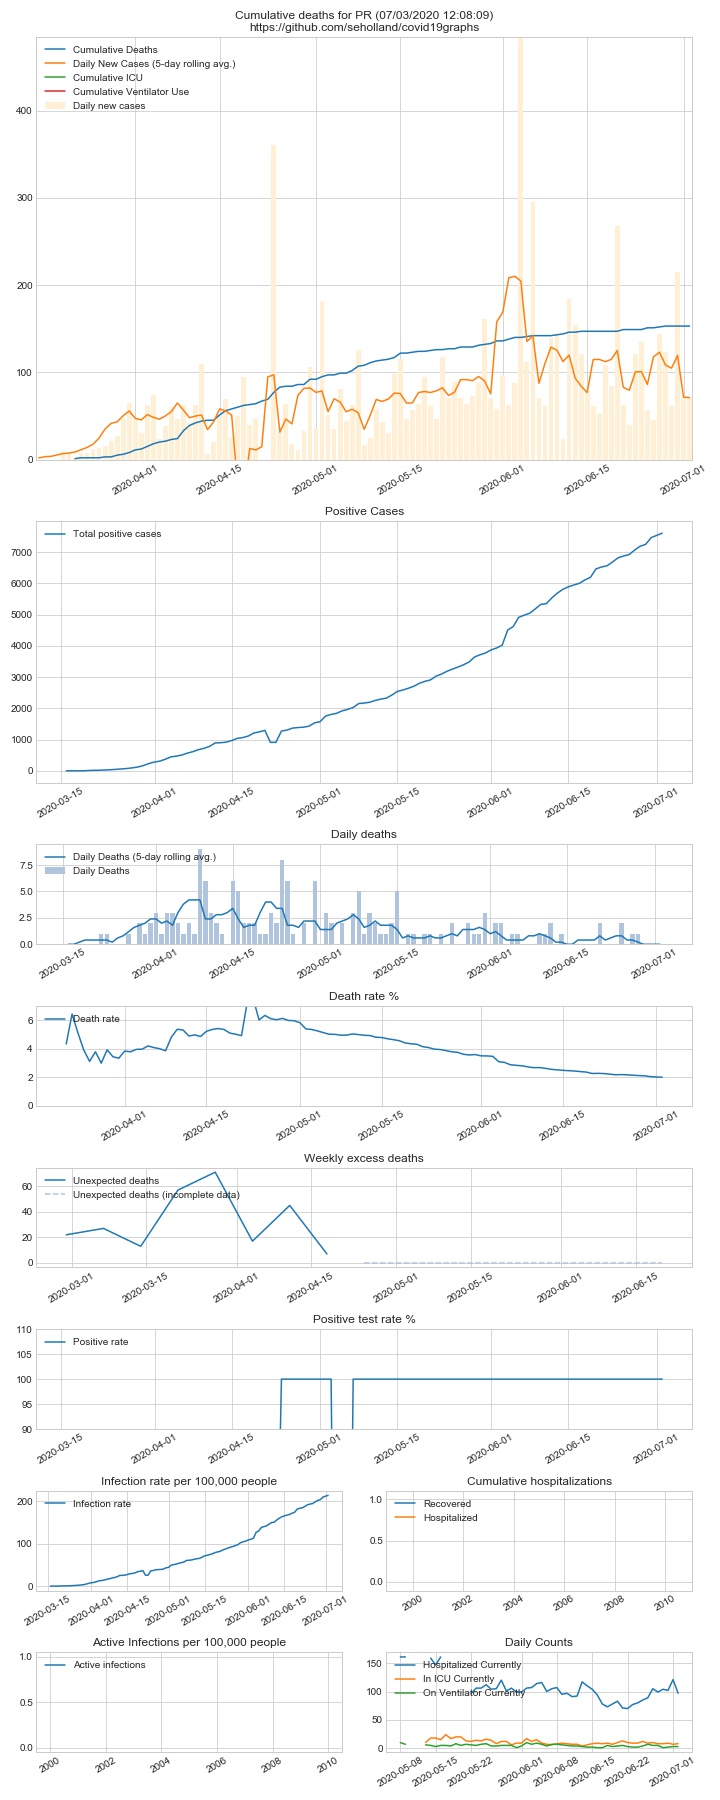 Cumulative deaths for PR (07/03/2020 12:08:09)
https://github.com/seholland/covid19graphs
Cumulative Deaths
Daily New Cases (5-day rolling avg.)
Cumulative ICU
Cumulative Ventilator Use
Daily new cases
400
300
200
100
0
2020-04-01 2020-04-15 2020-05-01 2020-05-15 2020-06-01 2020-06-15 2020-07-01
Positive Cases
Total positive cases
7000
6000
5000
4000
3000
2000
1000
0
2020-03-15 2020-04-01 2020-04-15 2020-05-01 2020-05-15 2020-06-01 2020-06-15 2020-07-01
Daily deaths
Daily Deaths (5-day rolling avg.)
Daily Deaths
7.5
5.0
2.5
0.0
2020-03-15 2020-04-01 2020-04-15 2020-05-01 2020-05-15 2020-06-01 2020-06-15 2020-07-01
Death rate %
Death rate
6
4
2
0
2020-04-01 2020-04-15 2020-05-01 2020-05-15 2020-06-01 2020-06-15 2020-07-01
Weekly excess deaths
Unexpected deaths
Unexpected deaths (incomplete data)
60
40
20
0
2020-03-01 2020-03-15 2020-04-01 2020-04-15 2020-05-01 2020-05-15 2020-06-01 2020-06-15
Positive test rate %
Positive rate
110
105
100
95
90
2020-03-15 2020-04-01 2020-04-15 2020-05-01 2020-05-15 2020-06-01 2020-06-15 2020-07-01
Infection rate per 100,000 people
Infection rate
200
100
0
2020-03-15 2020-04-01 2020-04-15 2020-05-01 2020-05-15 2020-06-01 2020-06-15 2020-07-01
Cumulative hospitalizations
Recovered
Hospitalized
1.0
0.5
0.0
2000 2002 2004 2006 2008 2010
Active Infections per 100,000 people
Active infections
1.0
0.5
0.0
2000 2002 2004 2006 2008 2010
Daily Counts
Hospitalized Currently
In ICU Currently
On Ventilator Currently
150
100
50
0
2020-05-08 2020-05-15 2020-05-22 2020-06-01 2020-06-08 2020-06-15 2020-06-22 2020-07-01